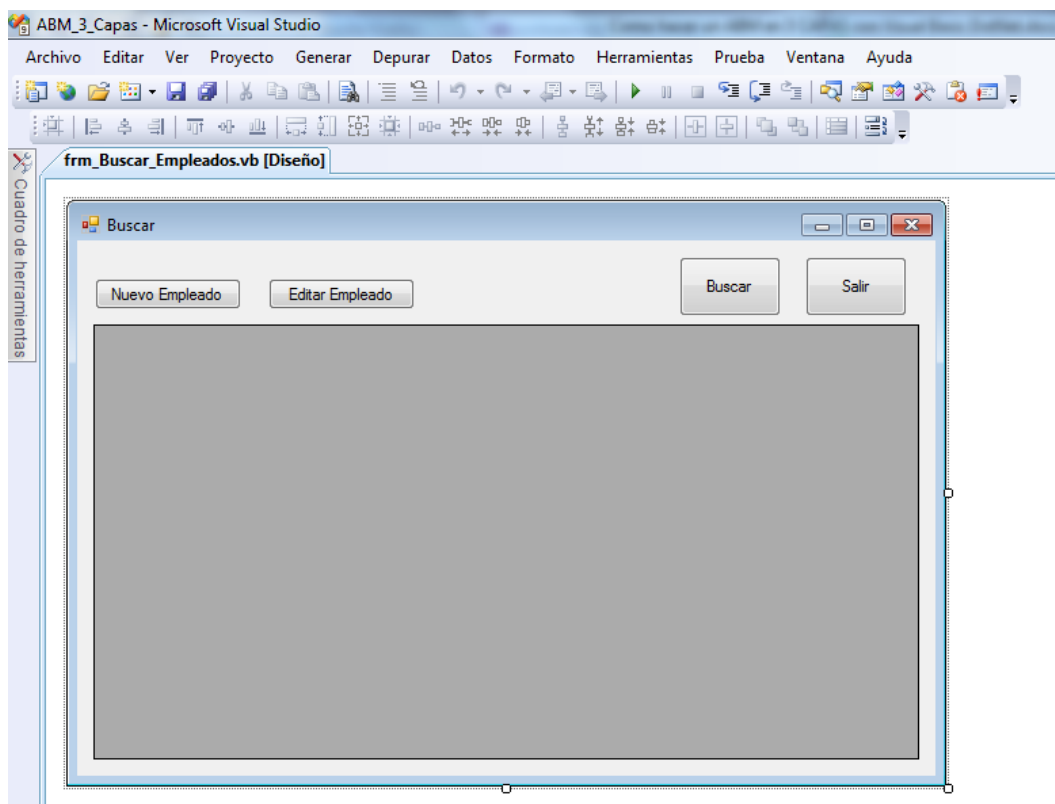 ABM_3_Capas - Microsoft Visual Studio
Archivo Editar Ver Proyecto Generar Depurar Datos Formato Herramientas Prueba Ventana Ayuda
frm_Buscar_Empleados.vb [Diseño]
Cuadro de herramientas
Buscar
Nuevo Empleado Editar Empleado Buscar Salir